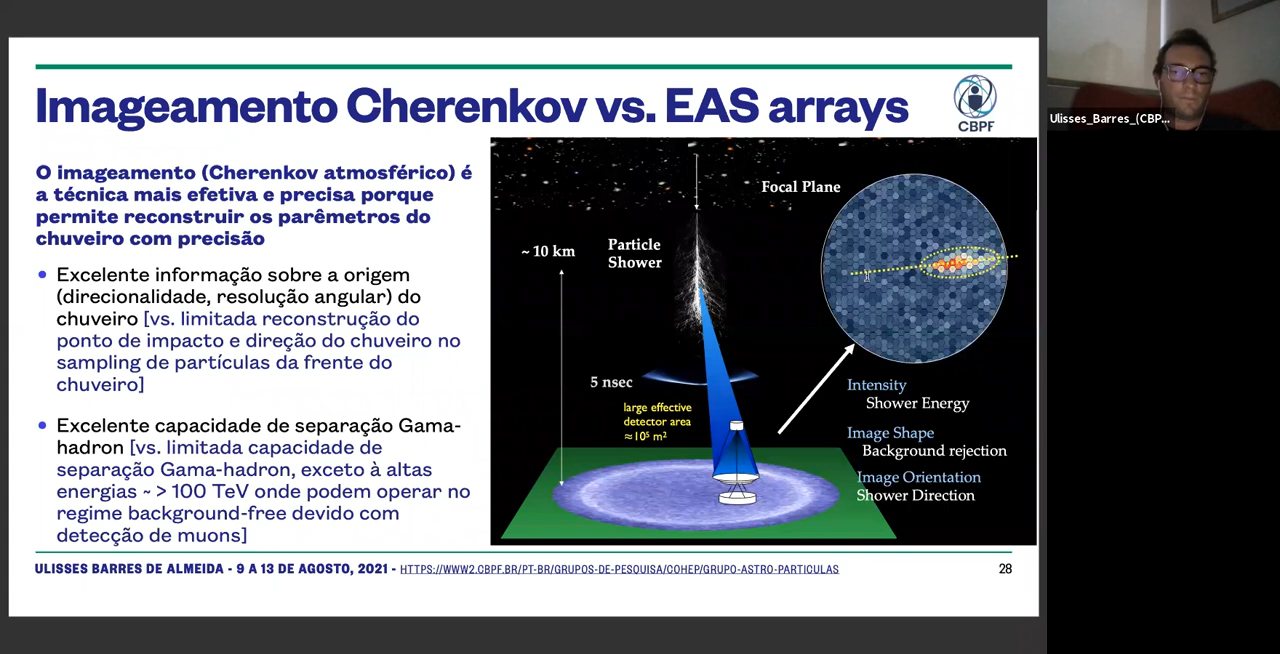 Imageamento Cherenkov vs. EAS arrays
CBPF
O imageamento (Cherenkov atmosférico) é
a técnica mais efetiva e precisa porque
permite reconstruir os parêmetros do
chuveiro com precisão
• Excelente informação sobre a origem
(direcionalidade, resolução angular) do
chuveiro [vs. limitada reconstrução do
ponto de impacto e direção do chuveiro no
sampling de partículas da frente do
chuveiro]
• Excelente capacidade de separação Gama-
hadron [vs. limitada capacidade de
separação Gama-hadron, exceto à altas
energias ~ > 100 TeV onde podem operar no
regime background-free devido com
detecção de muons]
Focal Plane
~ 10 km
Particle
Shower
5 nsec
large effective
detector area
≈10⁵ m²
Intensity
Shower Energy
Image Shape
Background rejection
Image Orientation
Shower Direction
ULISSES BARRES DE ALMEIDA - 9 A 13 DE AGOSTO, 2021 - HTTPS://WWW2.CBPF.BR/PT-BR/GRUPOS-DE-PESQUISA/COHEP/GRUPO-ASTRO-PARTICULAS
28
Ulisses_Barres_(CBP...